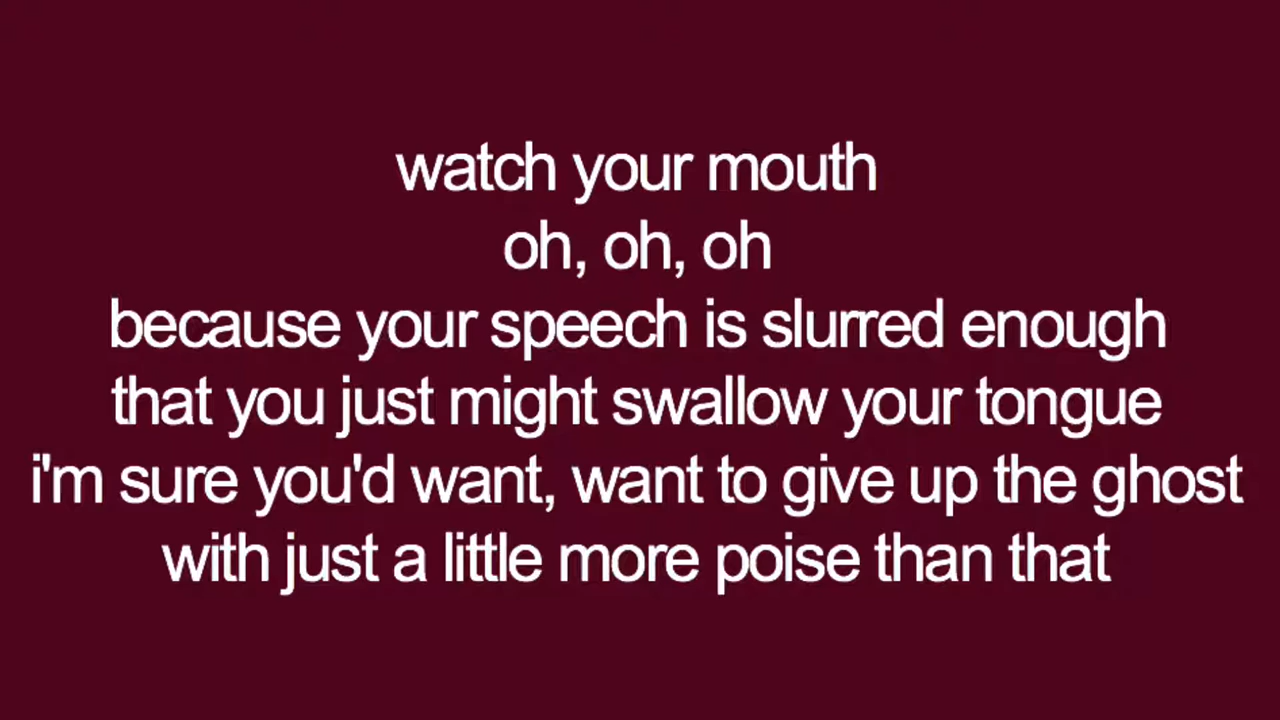 watch your mouth
oh, oh, oh
because your speech is slurred enough
that you just might swallow your tongue
i'm sure you'd want, want to give up the ghost
with just a little more poise than that